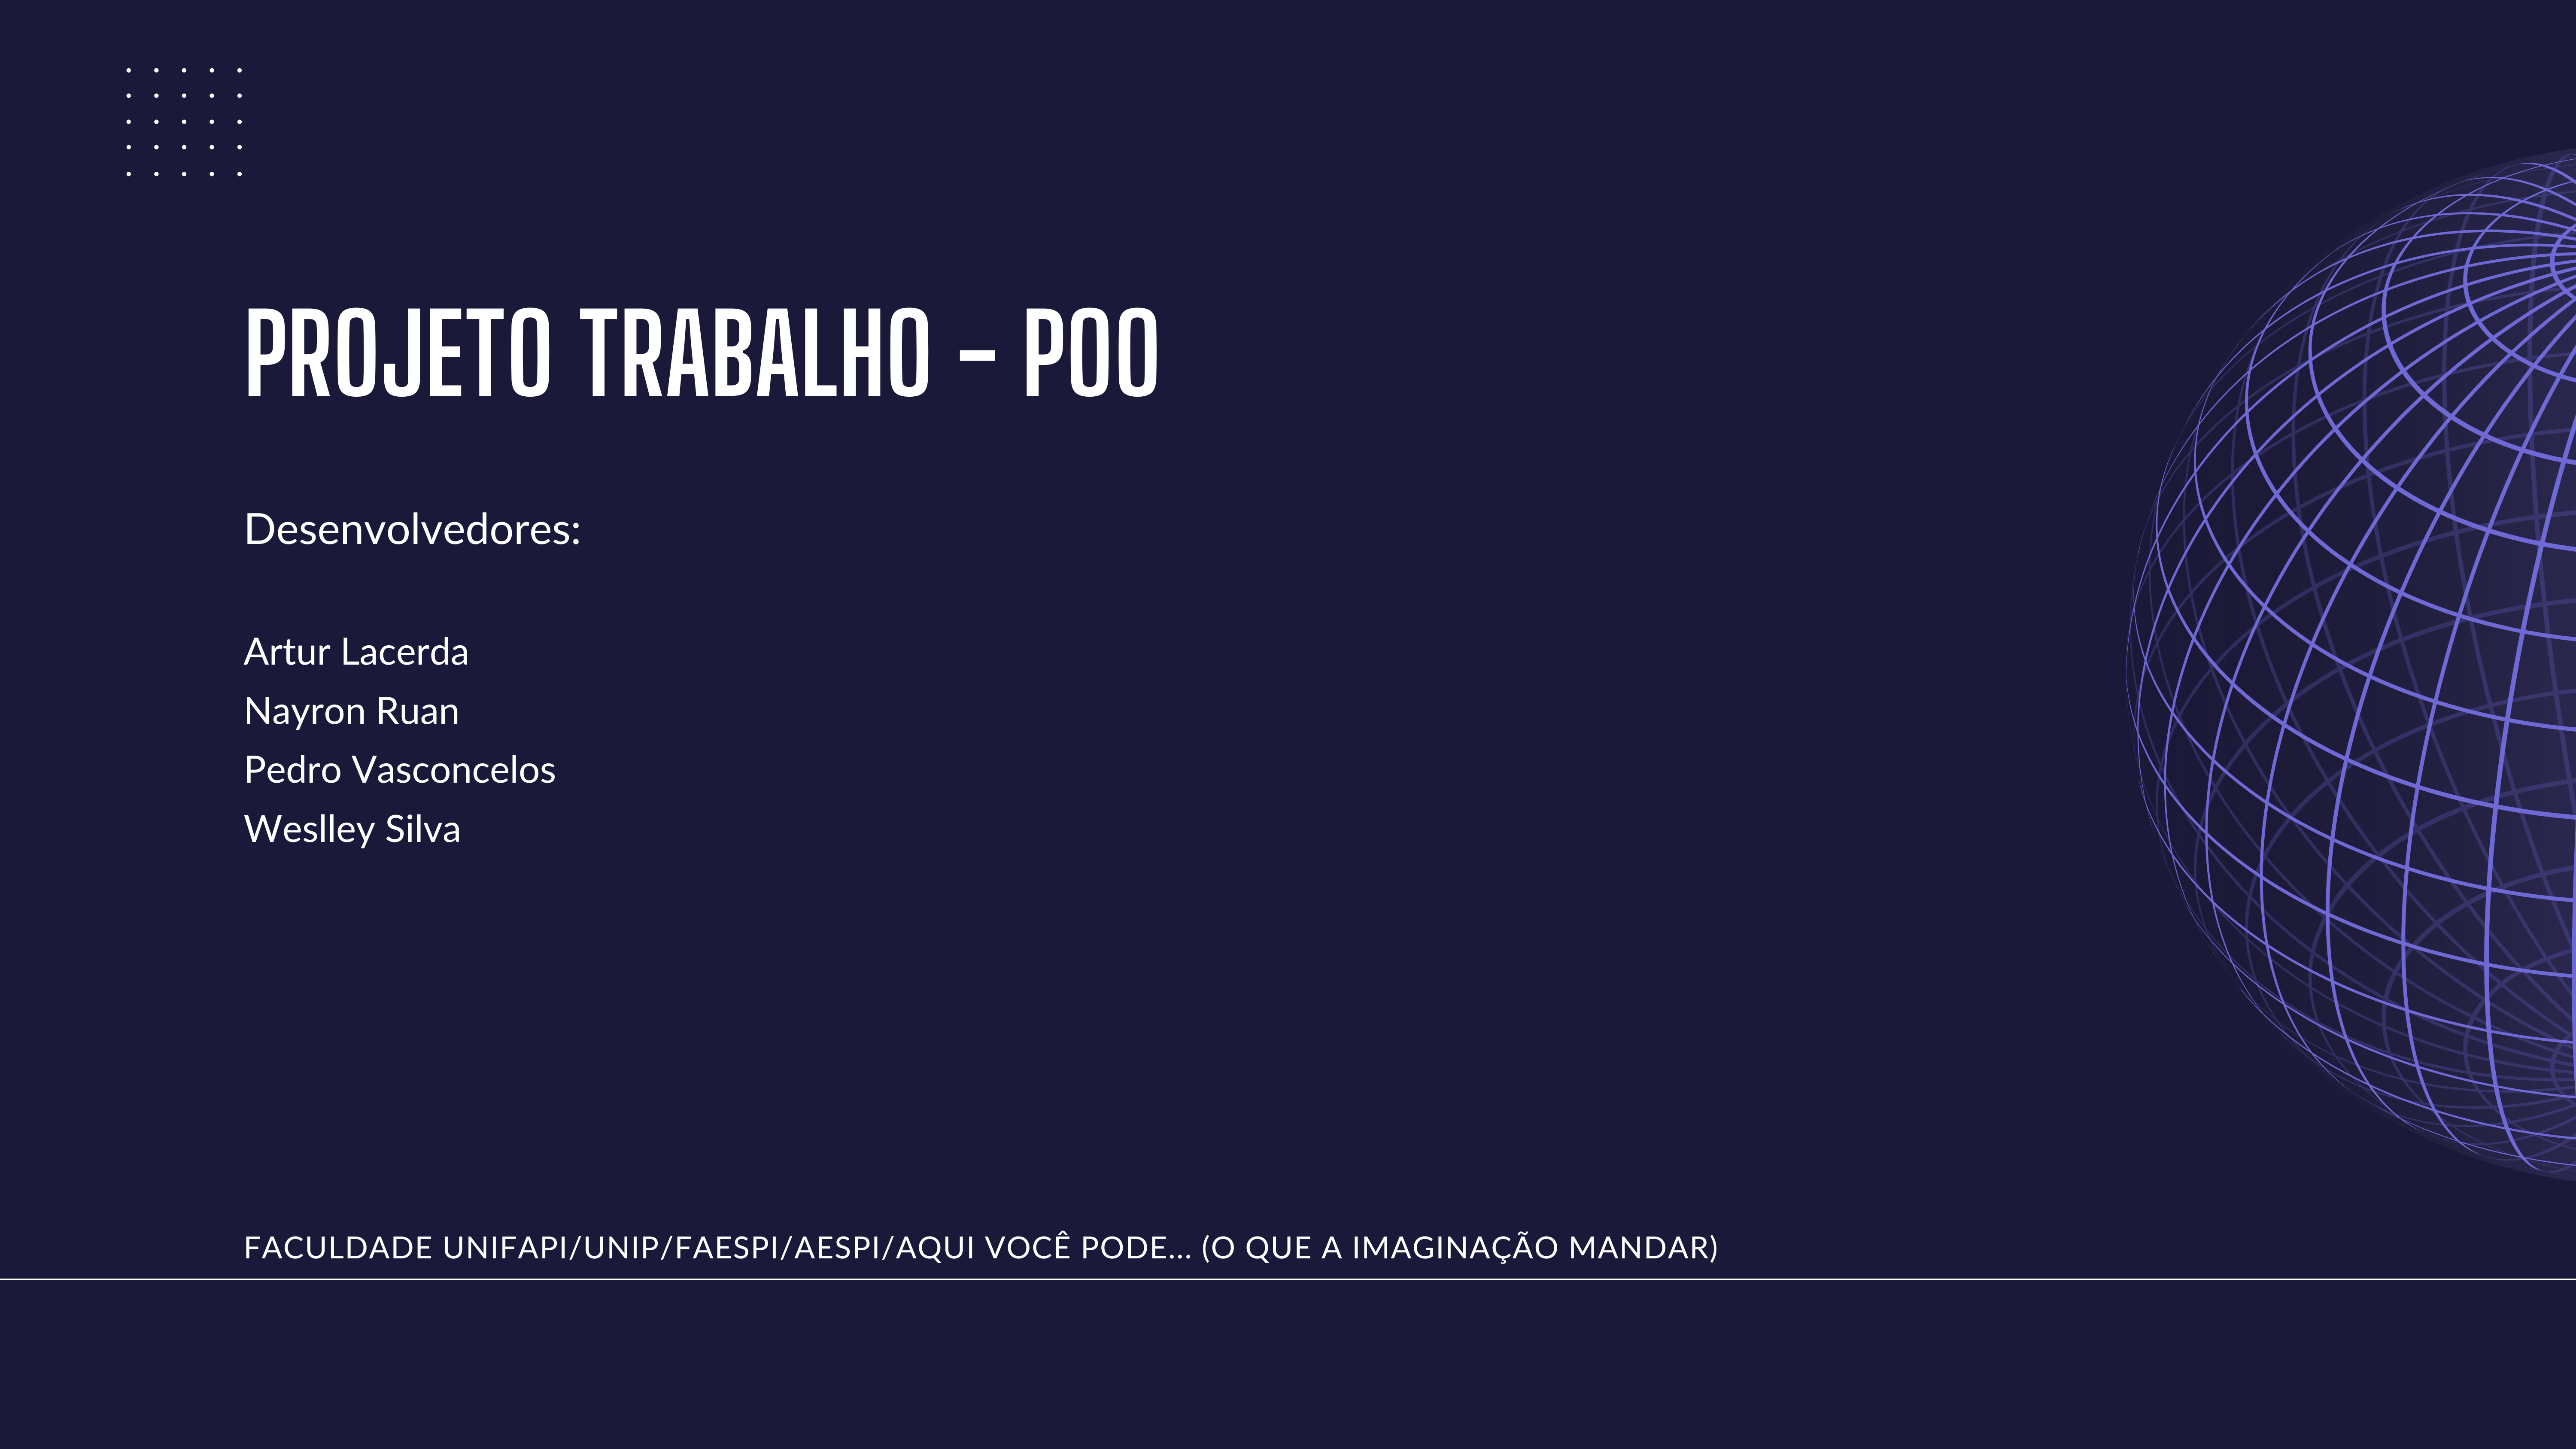 PROJETO TRABALHO - POO
Desenvolvedores:
Artur Lacerda
Nayron Ruan
Pedro Vasconcelos
Weslley Silva
FACULDADE UNIFAPI/UNIP/FAESPI/AESPI/AQUI VOCÊ PODE... (O QUE A IMAGINAÇÃO MANDAR)